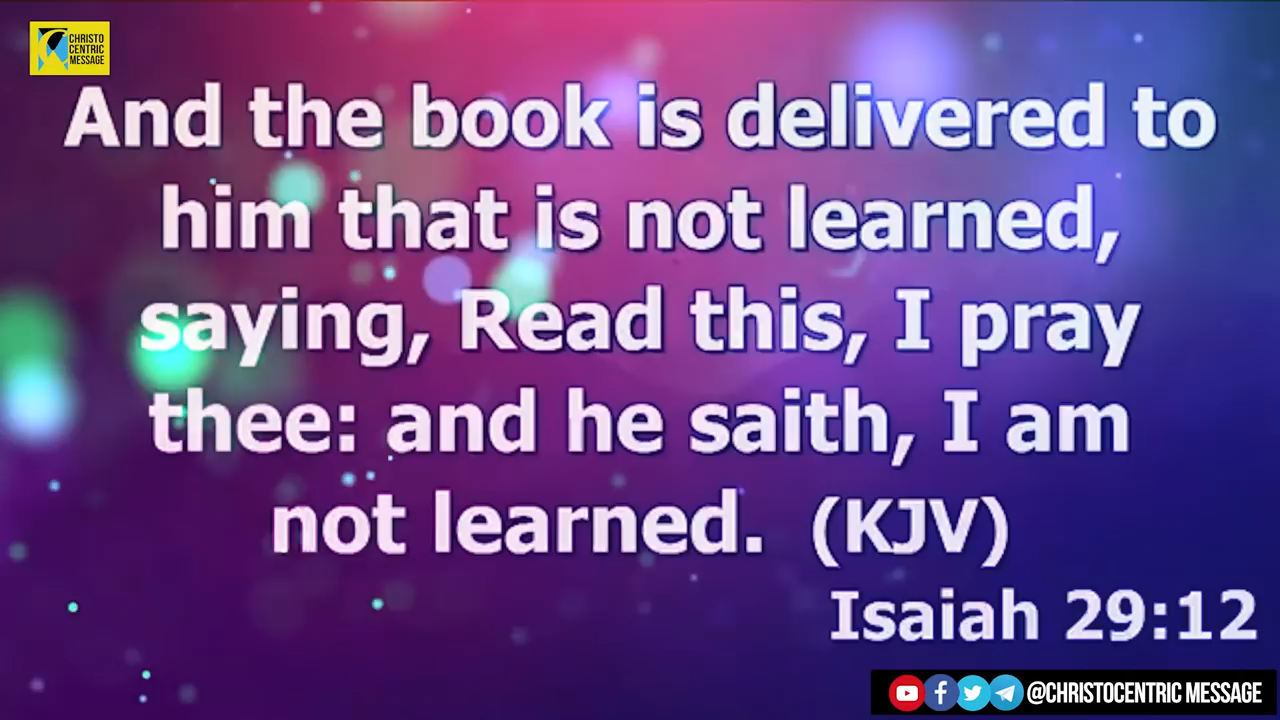 CHRISTO
CENTRIC
MESSAGE
And the book is delivered to
him that is not learned,
saying, Read this, I pray
thee: and he saith, I am
not learned. (KJV)
Isaiah 29:12
@CHRISTOCENTRIC MESSAGE